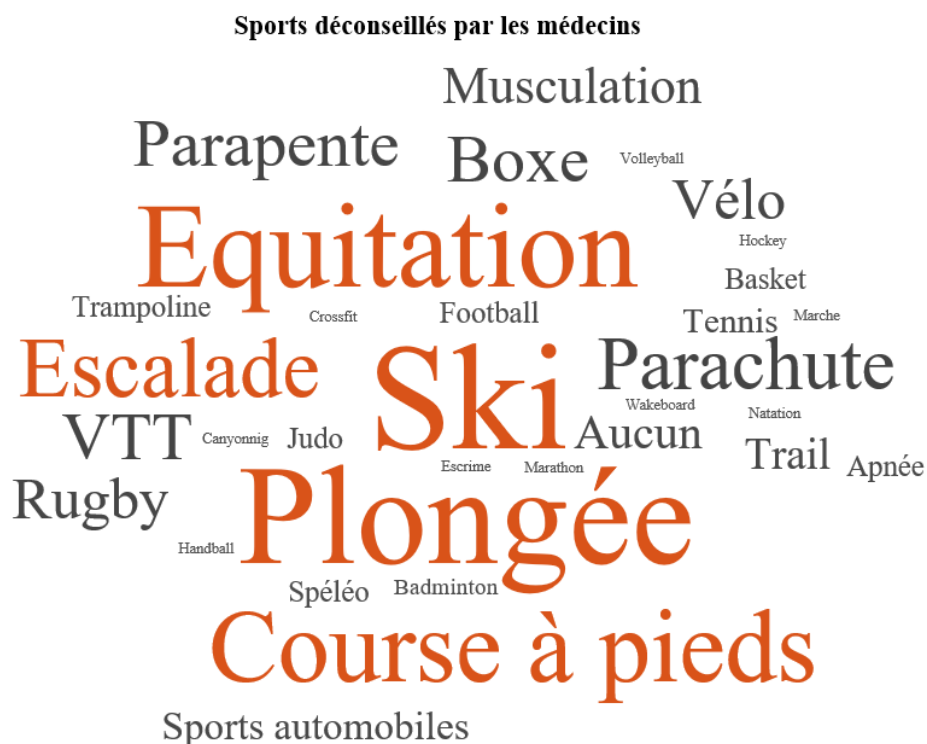 Sports déconseillés par les médecins
Musculation
Parapente
Boxe
Volleyball
Vélo
Equitation
Hockey
Basket
Trampoline
Crossfit
Football
Tennis
Marche
Escalade
Ski
Parachute
Wakeboard
Natation
VTT
Canyonnig
Judo
Aucun
Trail
Apnée
Escrime
Marathon
Rugby
Plongée
Handball
Spéléo
Badminton
Course à pieds
Sports automobiles